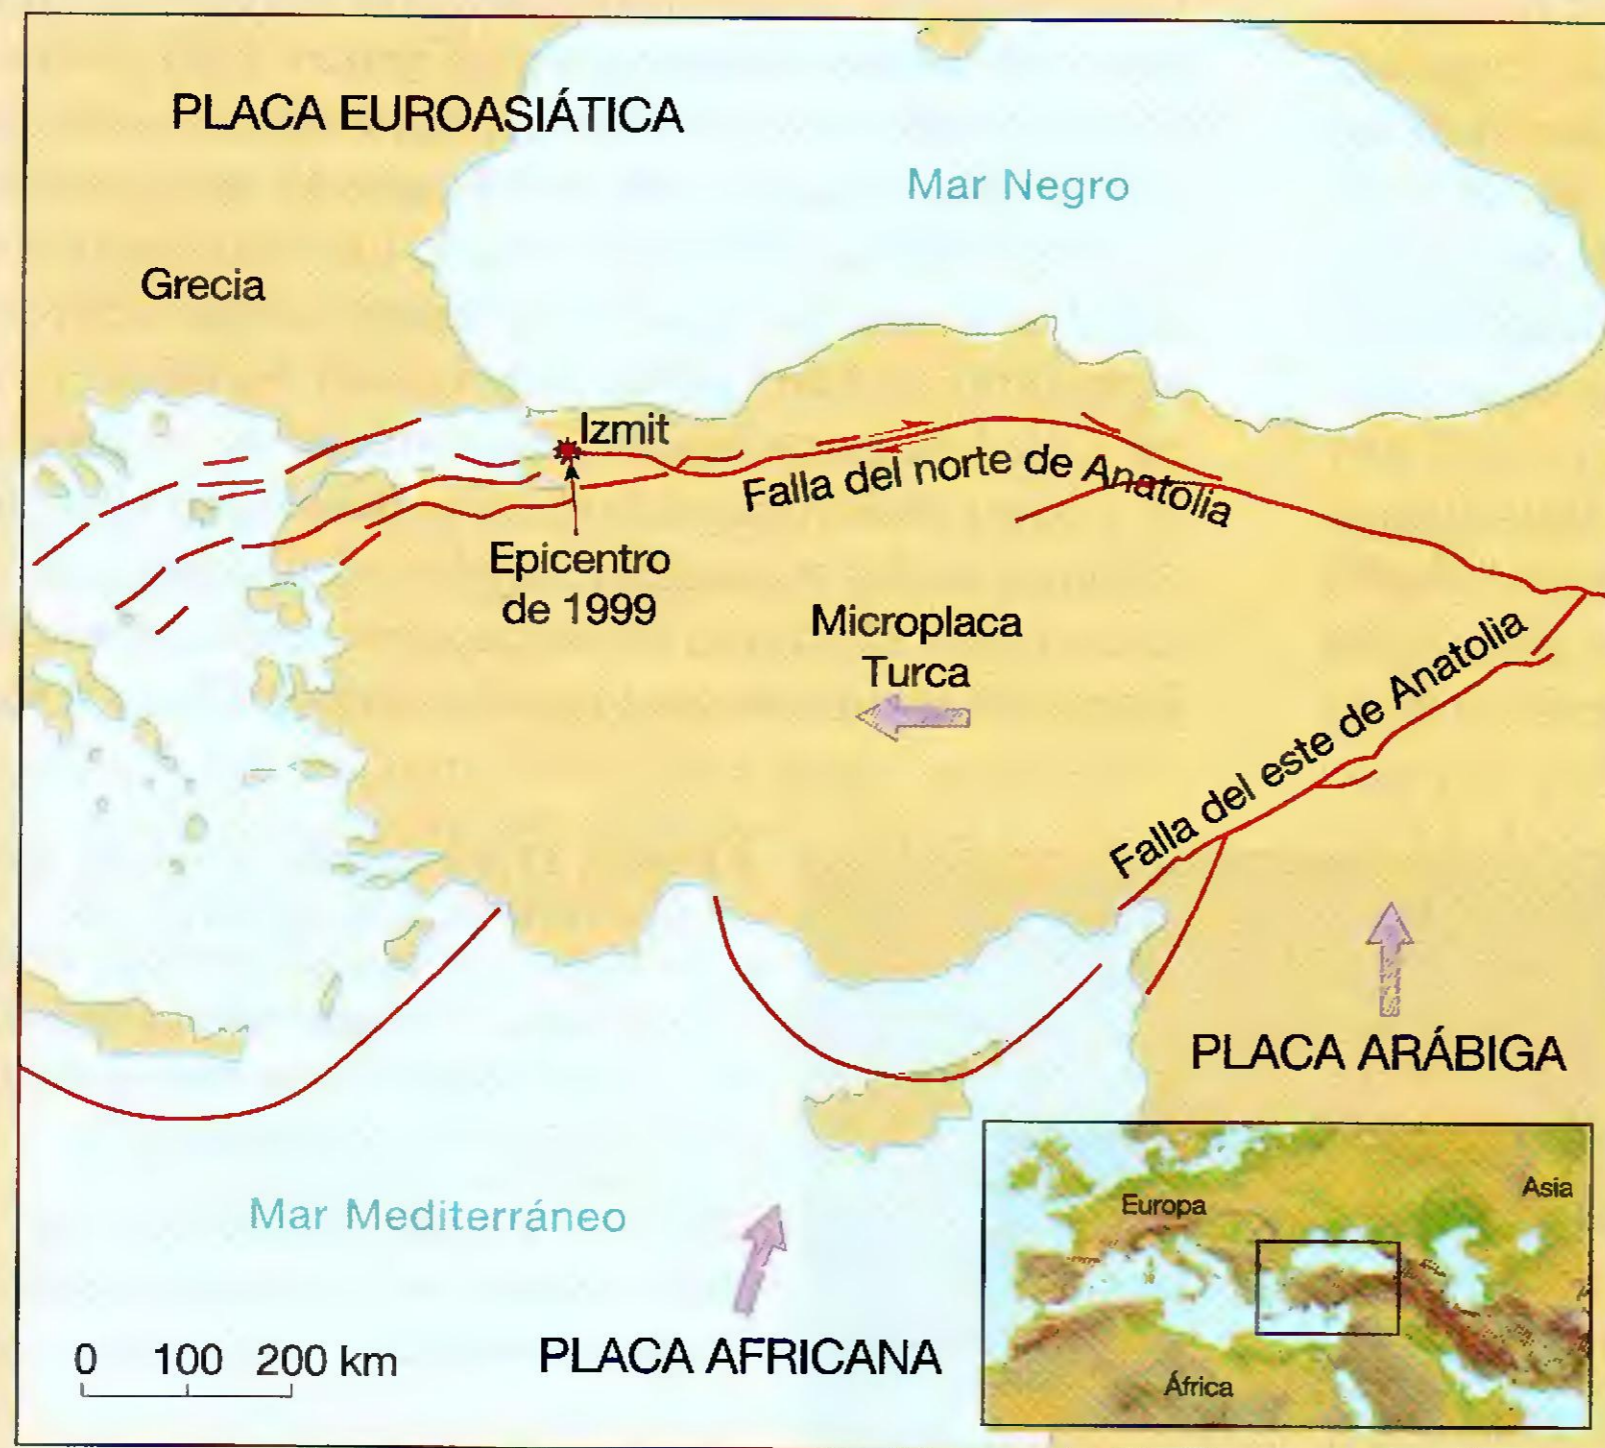 PLACA EUROASIÁTICA
Mar Negro
Grecia
Izmit
Falla del norte de Anatolia
Epicentro
de 1999
Microplaca
Turca
Falla del este de Anatolia
PLACA ARÁBIGA
Mar Mediterráneo
PLACA AFRICANA
0 100 200 km
Europa
Asia
África